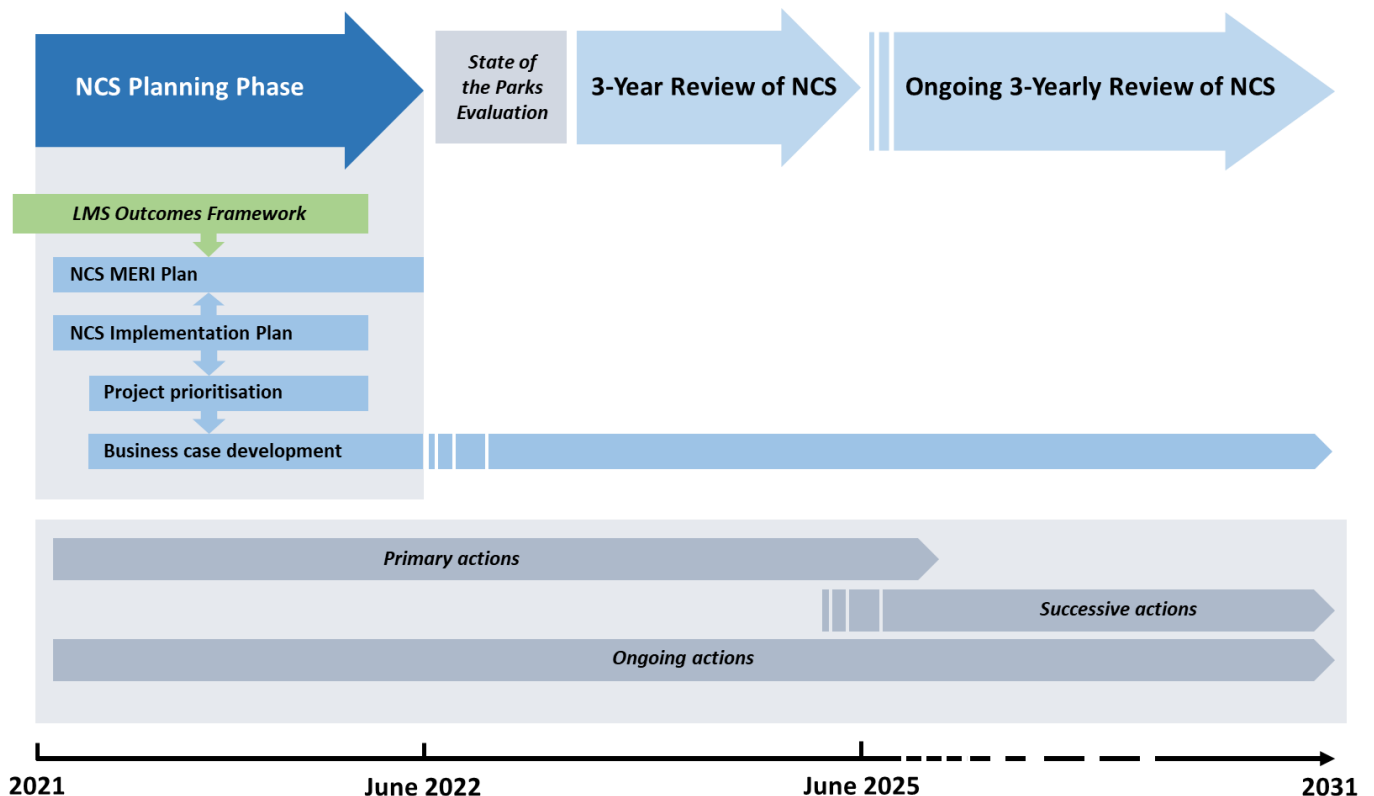 NCS Planning Phase
State of
the Parks
Evaluation
3-Year Review of NCS
Ongoing 3-Yearly Review of NCS
LMS Outcomes Framework
NCS MERI Plan
NCS Implementation Plan
Project prioritisation
Business case development
Primary actions
Successive actions
Ongoing actions
2021
June 2022
June 2025
2031